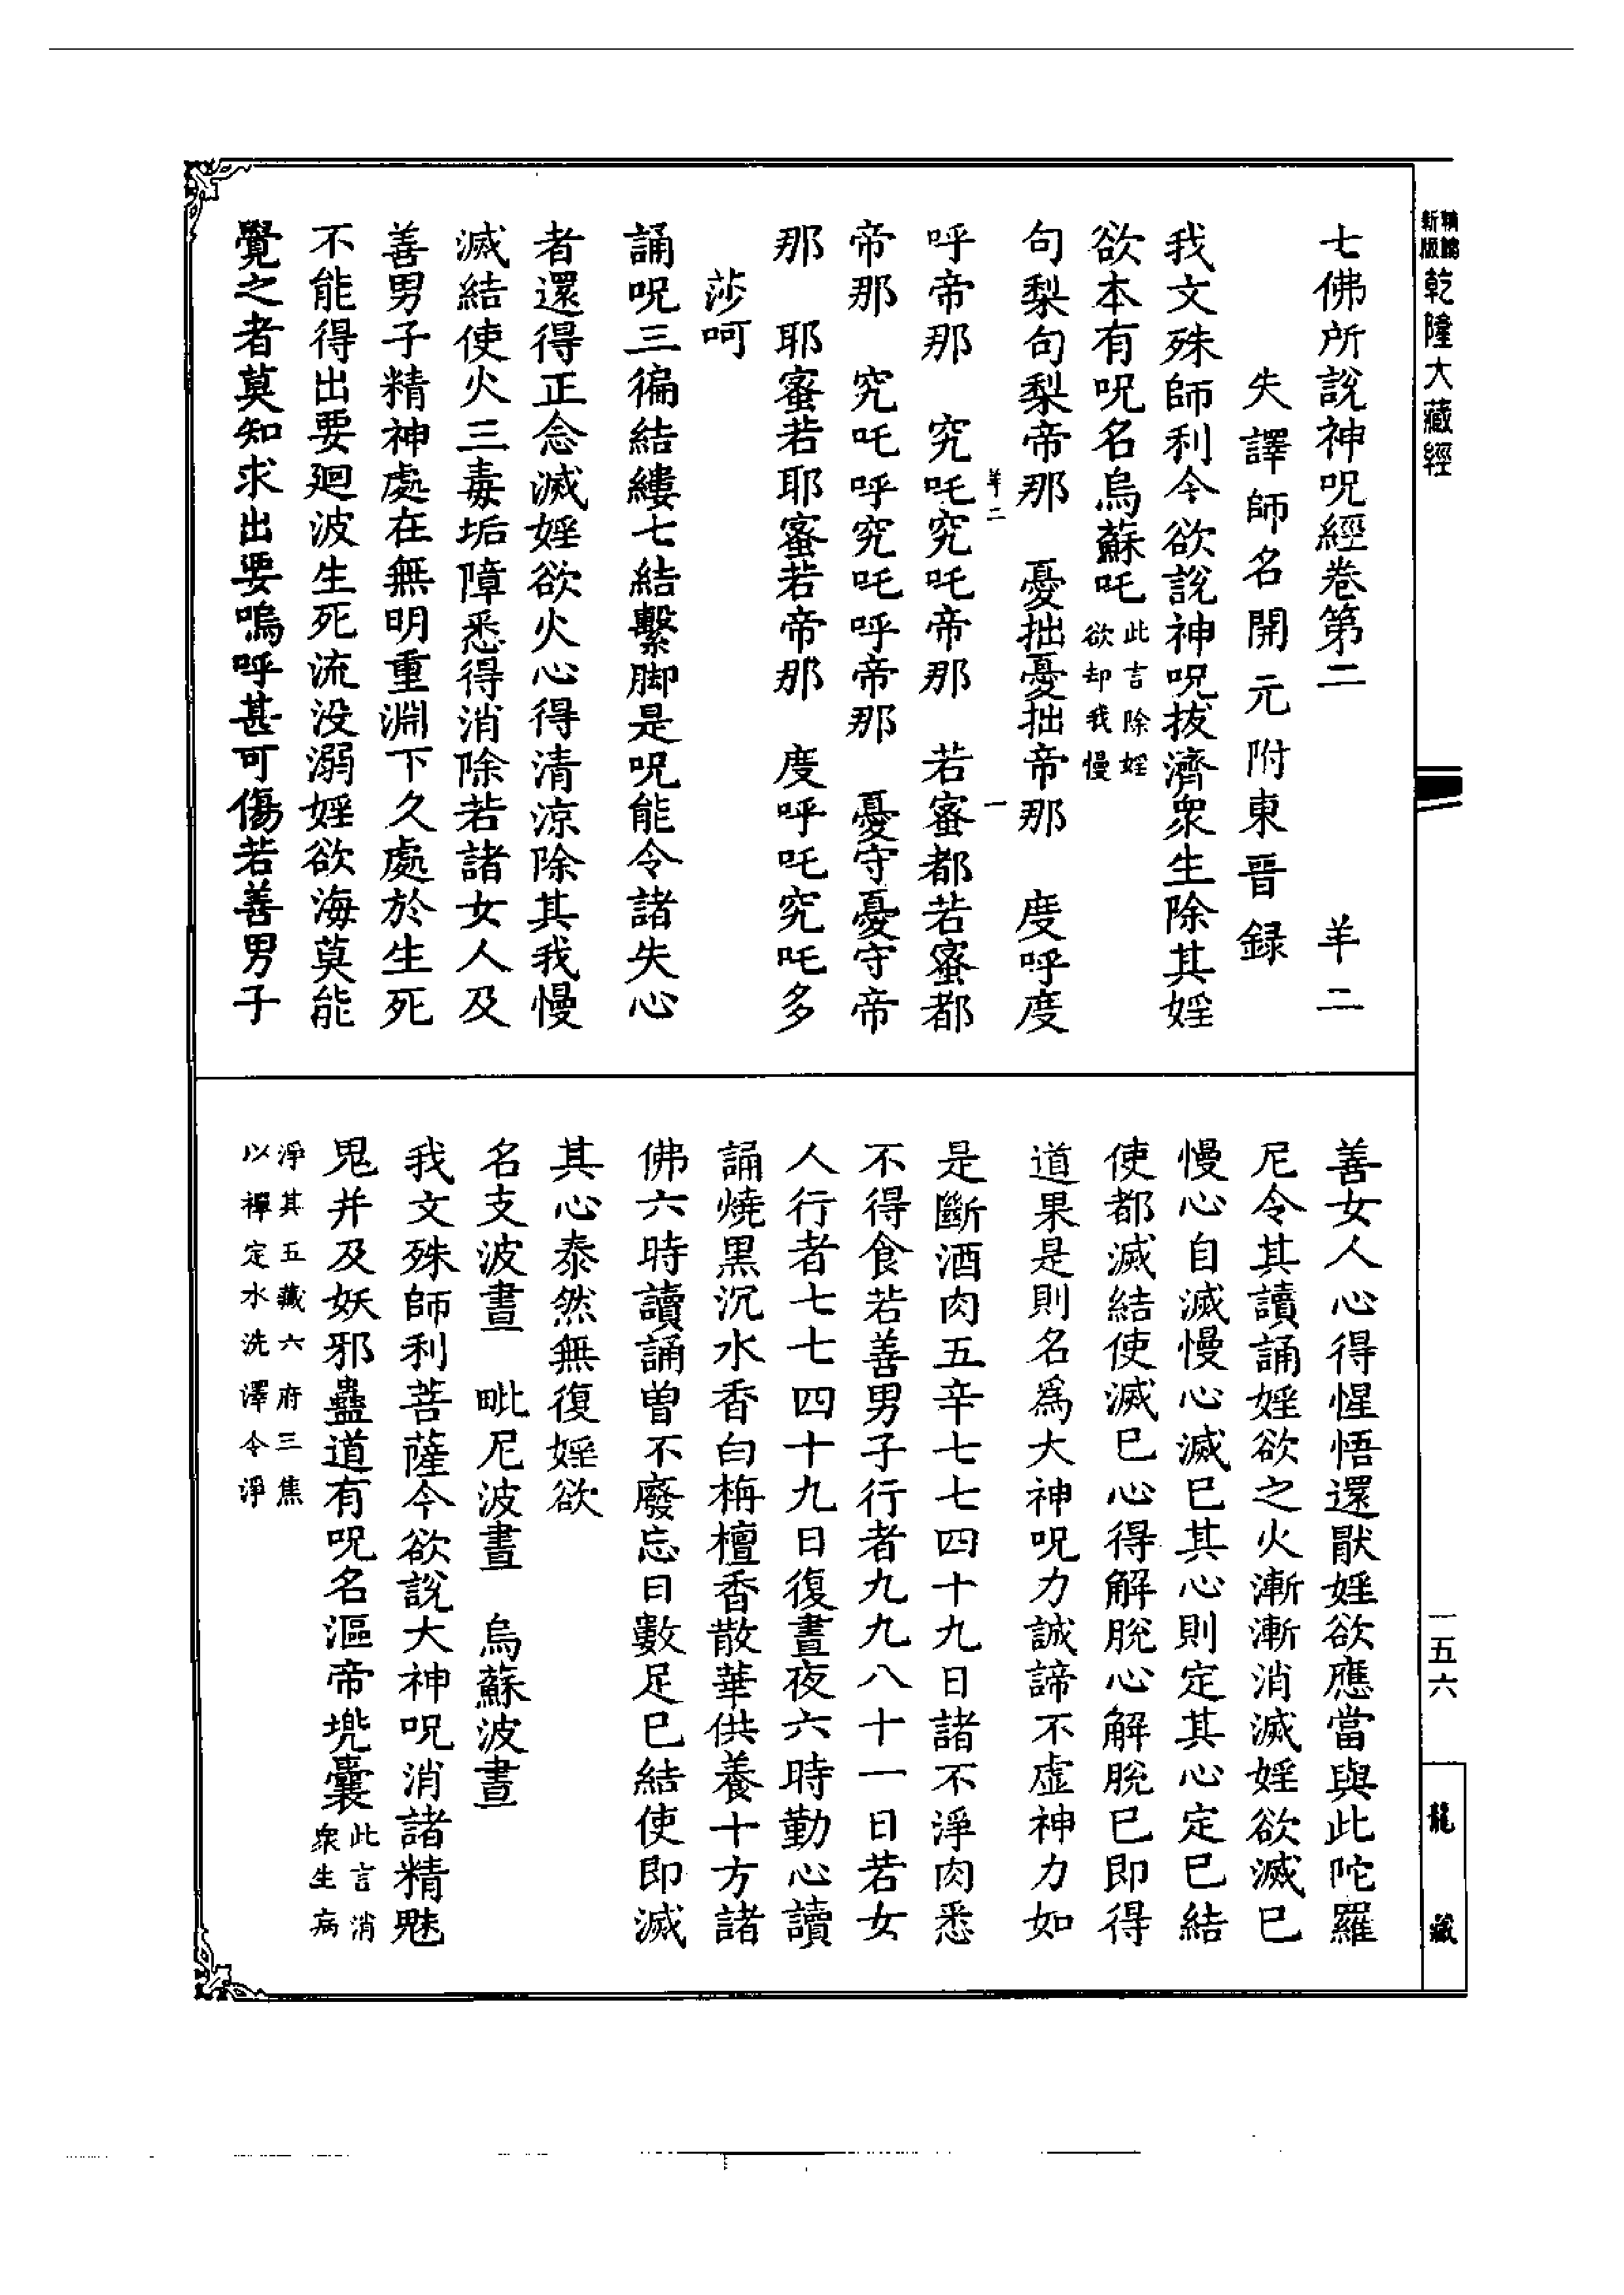 新版 精縮 乾隆大藏經
七佛所說神呪經卷第二 羊二
失譯師名開元附東晉録
我文殊師利今欲說神呪拔濟衆生除其婬
欲本有呪名烏蘇吒此言除婬欲却我慢
句梨句梨帝那 憂拙憂拙帝那 度呼度
羊二 一
呼帝那 究吒究吒帝那 若蜜都若蜜都
帝那 究吒呼究吒呼帝那 憂守憂守帝
那 耶蜜若耶蜜若帝那 度呼吒究吒多
那
莎呵
誦呪三徧結縷七結繫脚是呪能令諸失心
者還得正念滅婬欲火心得清涼除其我慢
滅結使火三毒垢障悉得消除若諸女人及
善男子精神處在無明重淵下久處於生死
不能得出要廻波生死流没溺婬欲海莫能
覺之者莫知求出要嗚呼甚可傷若善男子
善女人心得惺悟還厭婬欲應當與此陀羅
尼令其讀誦婬欲之火漸漸消滅婬欲滅已
慢心自滅慢心滅已其心則定其心定已結
使都滅結使滅已心得解脫心解脫已即得
道果是則名爲大神呪力誠諦不虛神力如
是斷酒肉五辛七七四十九日諸不淨肉悉
不得食若善男子行者九九八十一日若女
人行者七七四十九日復晝夜六時勤心讀
誦燒黒沉水香白栴檀香散華供養十方諸
佛六時讀誦曽不廢忘日數足已結使即滅
其心泰然無復婬欲
名支波晝 毗尼波晝 烏蘇波晝
我文殊師利菩薩今欲說大神呪消諸精魅
鬼并及妖邪蠱道有呪名漚帝㙜囊此言消衆生病
淨其五藏六府三焦
以禪定水洗澤令淨
一五六
龍藏